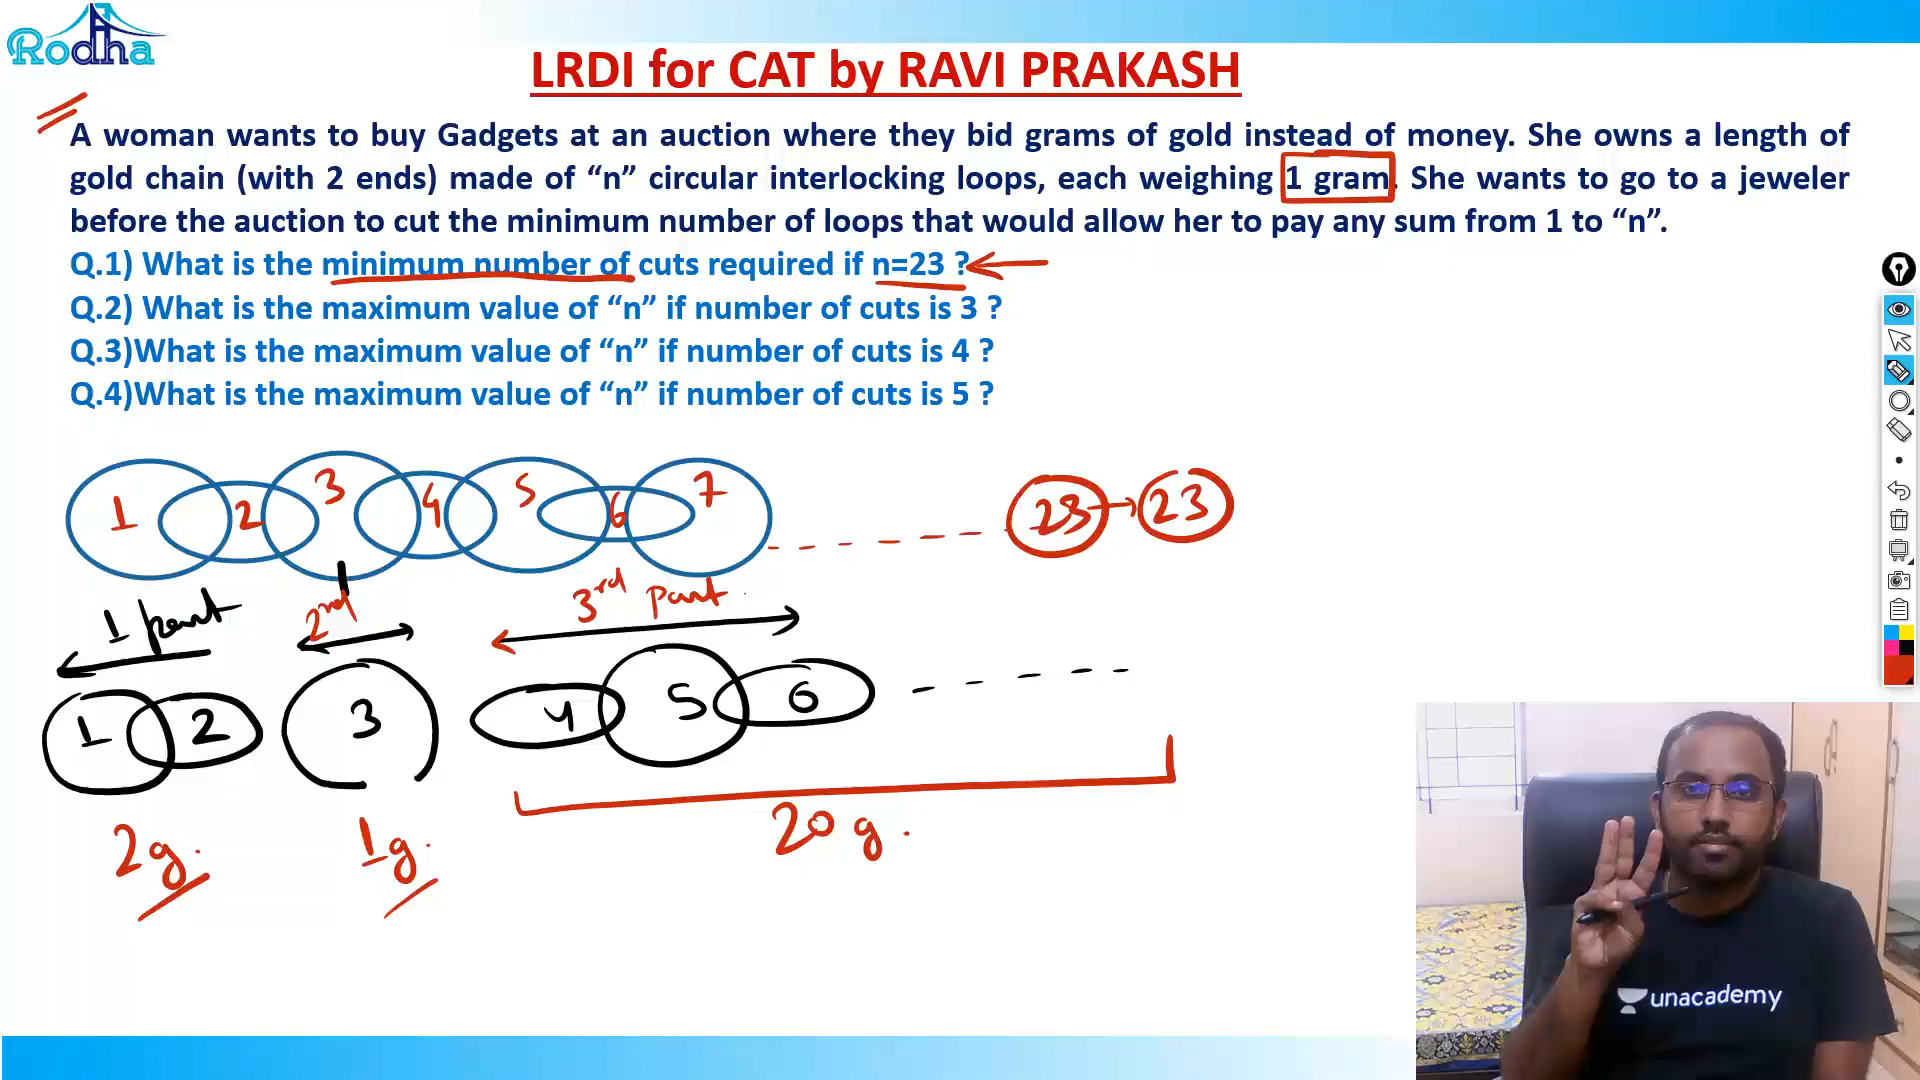 Rodha
LRDI for CAT by RAVI PRAKASH
A woman wants to buy Gadgets at an auction where they bid grams of gold instead of money. She owns a length of
gold chain (with 2 ends) made of “n” circular interlocking loops, each weighing 1 gram. She wants to go to a jeweler
before the auction to cut the minimum number of loops that would allow her to pay any sum from 1 to “n”.
Q.1) What is the minimum number of cuts required if n=23 ?
Q.2) What is the maximum value of “n” if number of cuts is 3 ?
Q.3)What is the maximum value of “n” if number of cuts is 4 ?
Q.4)What is the maximum value of “n” if number of cuts is 5 ?
1 2 3 4 5 6 7 23 23
1 part 2nd 3rd part
1 2 3 4 5 6
2g. 1g. 20g.
unacademy